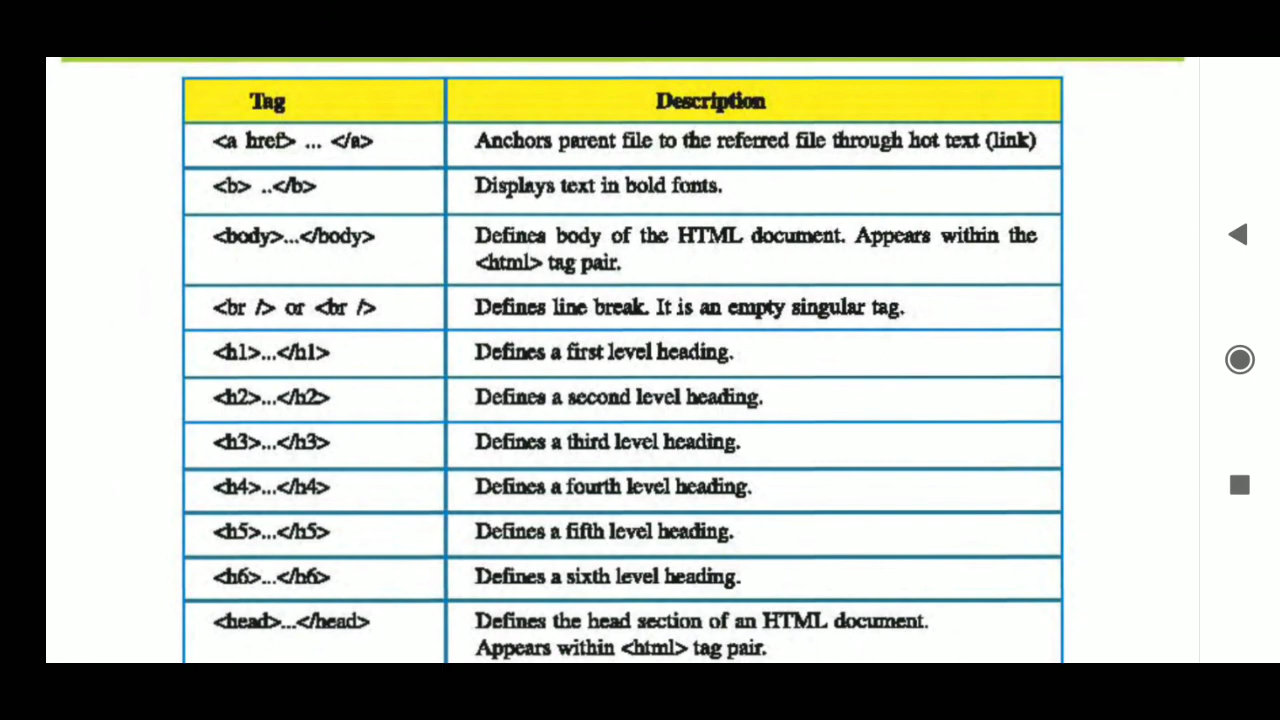 Tag Description
<a href> ... </a> Anchors parent file to the referred file through hot text (link)
<b> ..</b> Displays text in bold fonts.
<body>...</body> Defines body of the HTML document. Appears within the
<html> tag pair.
<br /> or <br /> Defines line break. It is an empty singular tag.
<h1>...</h1> Defines a first level heading.
<h2>...</h2> Defines a second level heading.
<h3>...</h3> Defines a third level heading.
<h4>...</h4> Defines a fourth level heading.
<h5>...</h5> Defines a fifth level heading.
<h6>...</h6> Defines a sixth level heading.
<head>...</head> Defines the head section of an HTML document.
Appears within <html> tag pair.